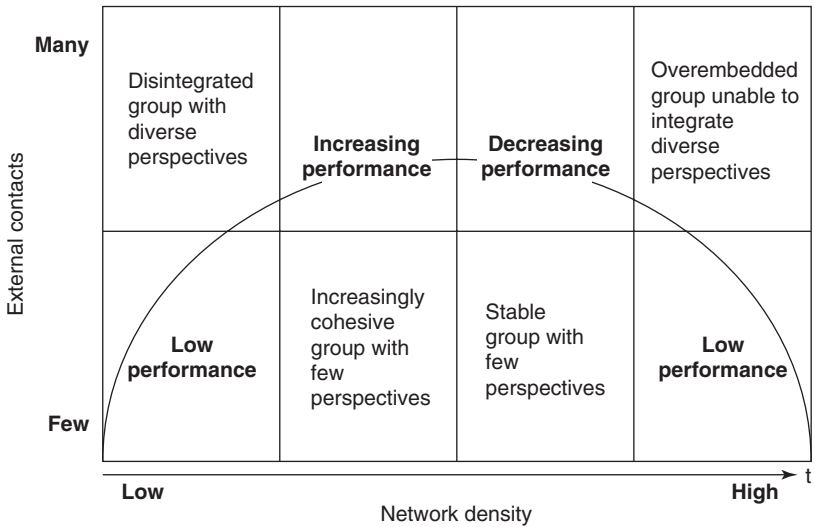 Many
Disintegrated
group with
diverse
perspectives
Increasing
performance
Decreasing
performance
Overembedded
group unable to
integrate
diverse
perspectives
External contacts
Low
performance
Increasingly
cohesive
group with
few
perspectives
Stable
group with
few
perspectives
Low
performance
Few
Low
High
t
Network density